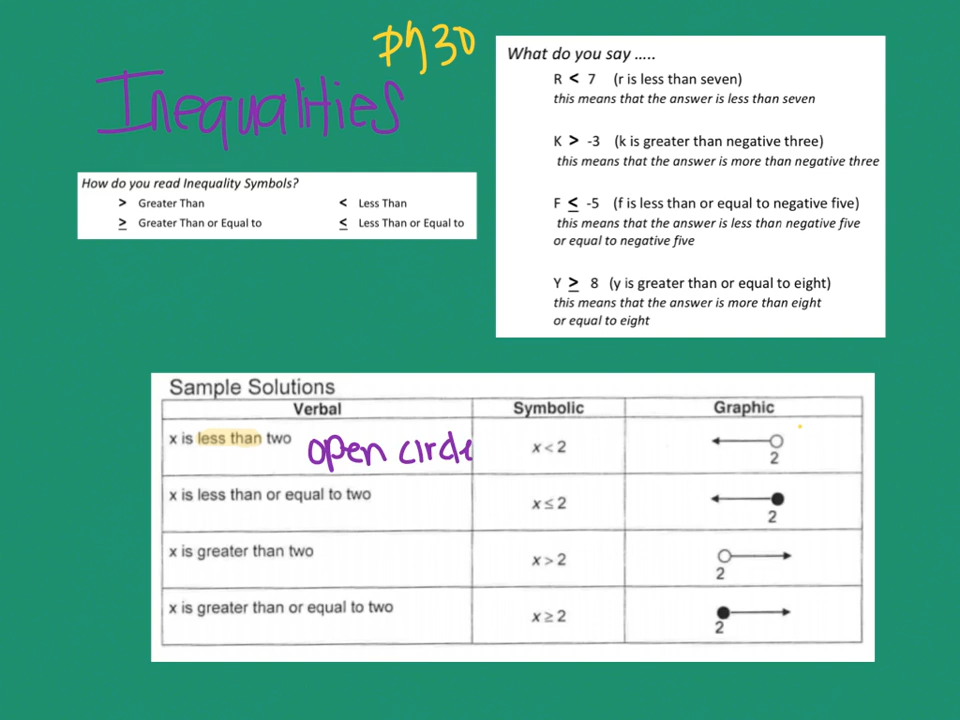 pg 30
Inequalities
How do you read Inequality Symbols?
> Greater Than < Less Than
≥ Greater Than or Equal to ≤ Less Than or Equal to
What do you say .....
R < 7 (r is less than seven)
this means that the answer is less than seven
K > -3 (k is greater than negative three)
this means that the answer is more than negative three
F ≤ -5 (f is less than or equal to negative five)
this means that the answer is less than negative five
or equal to negative five
Y ≥ 8 (y is greater than or equal to eight)
this means that the answer is more than eight
or equal to eight
Sample Solutions
Verbal Symbolic Graphic
x is less than two open circle x < 2 2
x is less than or equal to two x ≤ 2 2
x is greater than two x > 2 2
x is greater than or equal to two x ≥ 2 2